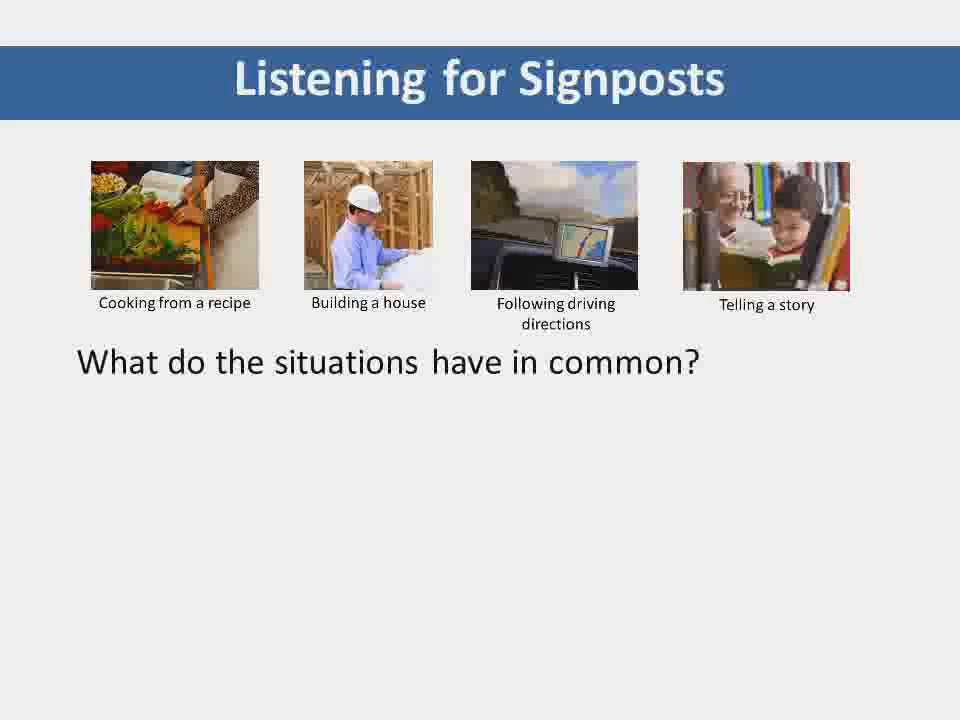 Listening for Signposts
Cooking from a recipe
Building a house
Following driving
directions
Telling a story
What do the situations have in common?